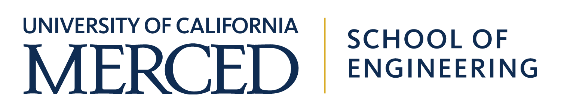 UNIVERSITY OF CALIFORNIA
MERCED
SCHOOL OF
ENGINEERING